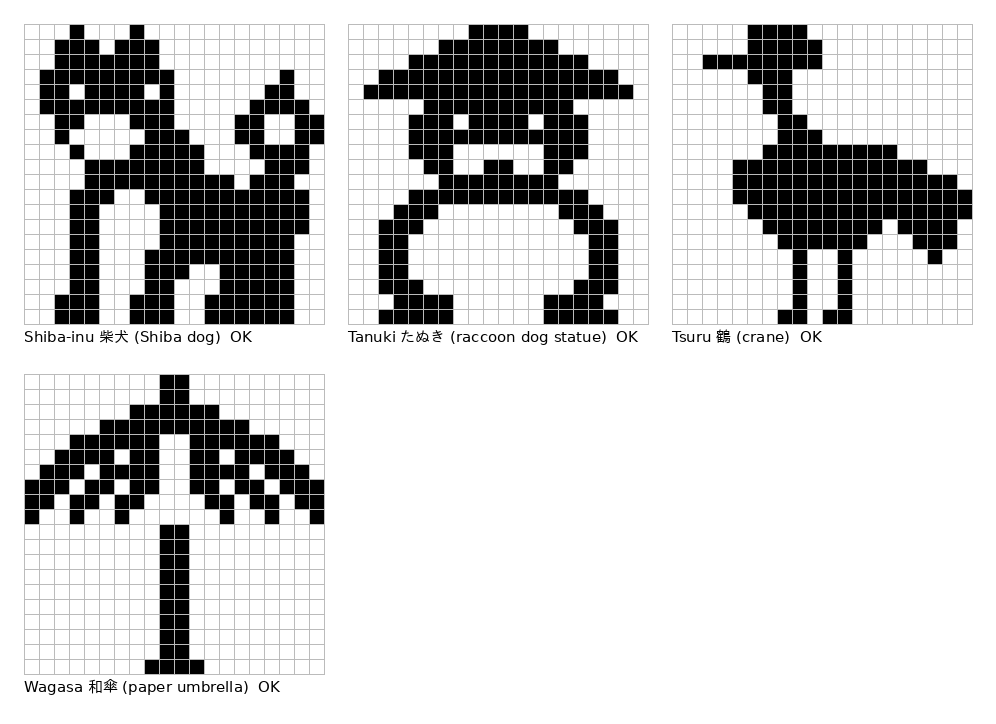 Shiba-inu 柴犬 (Shiba dog)  OK
Tanuki たぬき (raccoon dog statue)  OK
Tsuru 鶴 (crane)  OK
Wagasa 和傘 (paper umbrella)  OK